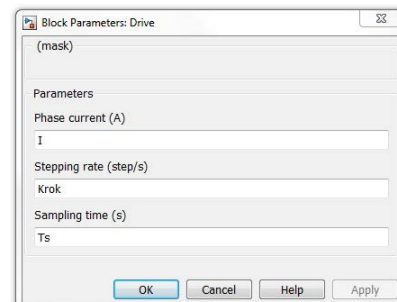 Block Parameters: Drive
(mask)
Parameters
Phase current (A)
I
Stepping rate (step/s)
Krok
Sampling time (s)
Ts
OK Cancel Help Apply